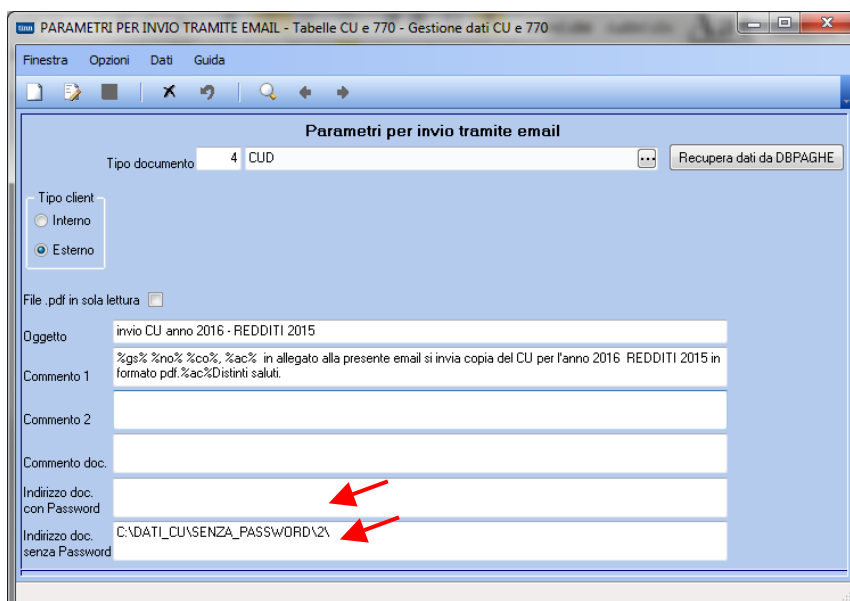 tinn PARAMETRI PER INVIO TRAMITE EMAIL - Tabelle CU e 770 - Gestione dati CU e 770
Finestra Opzioni Dati Guida
Parametri per invio tramite email
Tipo documento 4 CUD ... Recupera dati da DBPAGHE
Tipo client
Interno
Esterno
File .pdf in sola lettura
Oggetto invio CU anno 2016 - REDDITI 2015
Commento 1 %gs% %no% %co%, %ac% in allegato alla presente email si invia copia del CU per l'anno 2016 REDDITI 2015 in
formato pdf.%ac%Distinti saluti.
Commento 2
Commento doc.
Indirizzo doc.
con Password
Indirizzo doc. C:\DATI_CU\SENZA_PASSWORD\2\
senza Password